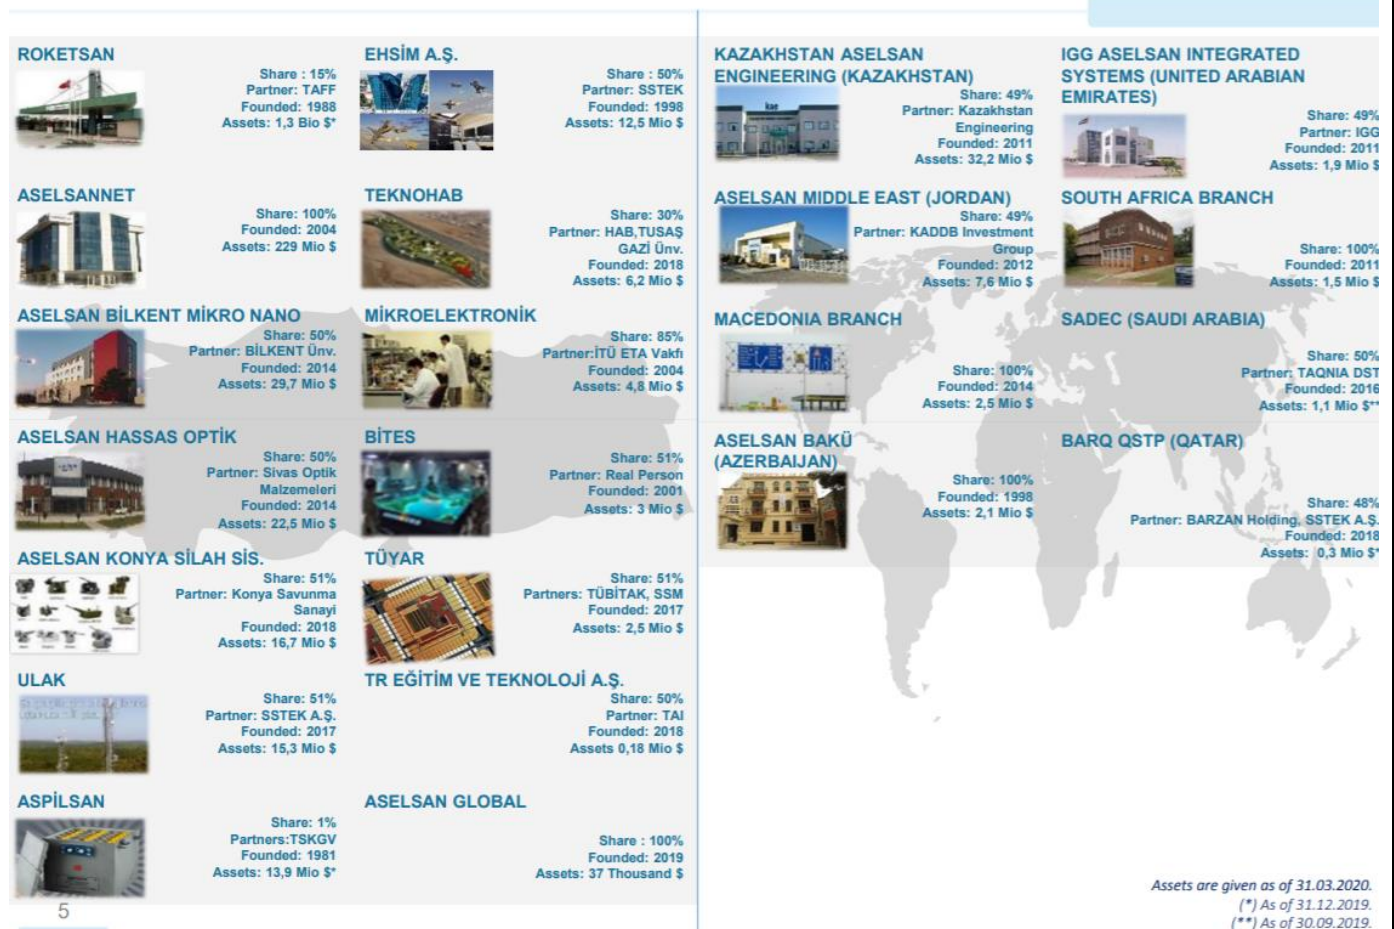 ROKETSAN
Share : 15%
Partner: TAFF
Founded: 1988
Assets: 1,3 Bio $*
EHSİM A.Ş.
Share : 50%
Partner: SSTEK
Founded: 1998
Assets: 12,5 Mio $
ASELSANNET
Share: 100%
Founded: 2004
Assets: 229 Mio $
TEKNOHAB
Share: 30%
Partner: HAB,TUSAŞ
GAZİ Ünv.
Founded: 2018
Assets: 6,2 Mio $
ASELSAN BİLKENT MİKRO NANO
Share: 50%
Partner: BİLKENT Ünv.
Founded: 2014
Assets: 29,7 Mio $
MİKROELEKTRONİK
Share: 85%
Partner:İTÜ ETA Vakfı
Founded: 2004
Assets: 4,8 Mio $
ASELSAN HASSAS OPTİK
Share: 50%
Partner: Sivas Optik
Malzemeleri
Founded: 2014
Assets: 22,5 Mio $
BİTES
Share: 51%
Partner: Real Person
Founded: 2001
Assets: 3 Mio $
ASELSAN KONYA SİLAH SİS.
Share: 51%
Partner: Konya Savunma
Sanayi
Founded: 2018
Assets: 16,7 Mio $
TÜYAR
Share: 51%
Partners: TÜBİTAK, SSM
Founded: 2017
Assets: 2,5 Mio $
ULAK
Share: 51%
Partner: SSTEK A.Ş.
Founded: 2017
Assets: 15,3 Mio $
TR EĞİTİM VE TEKNOLOJİ A.Ş.
Share: 50%
Partner: TAI
Founded: 2018
Assets 0,18 Mio $
ASPİLSAN
Share: 1%
Partners:TSKGV
Founded: 1981
Assets: 13,9 Mio $*
ASELSAN GLOBAL
Share : 100%
Founded: 2019
Assets: 37 Thousand $
5
KAZAKHSTAN ASELSAN
ENGINEERING (KAZAKHSTAN)
kae
Share: 49%
Partner: Kazakhstan
Engineering
Founded: 2011
Assets: 32,2 Mio $
IGG ASELSAN INTEGRATED
SYSTEMS (UNITED ARABIAN
EMIRATES)
Share: 49%
Partner: IGG
Founded: 2011
Assets: 1,9 Mio $
ASELSAN MIDDLE EAST (JORDAN)
Share: 49%
Partner: KADDB Investment
Group
Founded: 2012
Assets: 7,6 Mio $
SOUTH AFRICA BRANCH
Share: 100%
Founded: 2011
Assets: 1,5 Mio $
MACEDONIA BRANCH
Share: 100%
Founded: 2014
Assets: 2,5 Mio $
SADEC (SAUDI ARABIA)
Share: 50%
Partner: TAQNIA DST
Founded: 2016
Assets: 1,1 Mio $**
ASELSAN BAKÜ
(AZERBAIJAN)
Share: 100%
Founded: 1998
Assets: 2,1 Mio $
BARQ QSTP (QATAR)
Share: 48%
Partner: BARZAN Holding, SSTEK A.Ş.
Founded: 2018
Assets: 0,3 Mio $*
Assets are given as of 31.03.2020.
(*) As of 31.12.2019.
(**) As of 30.09.2019.